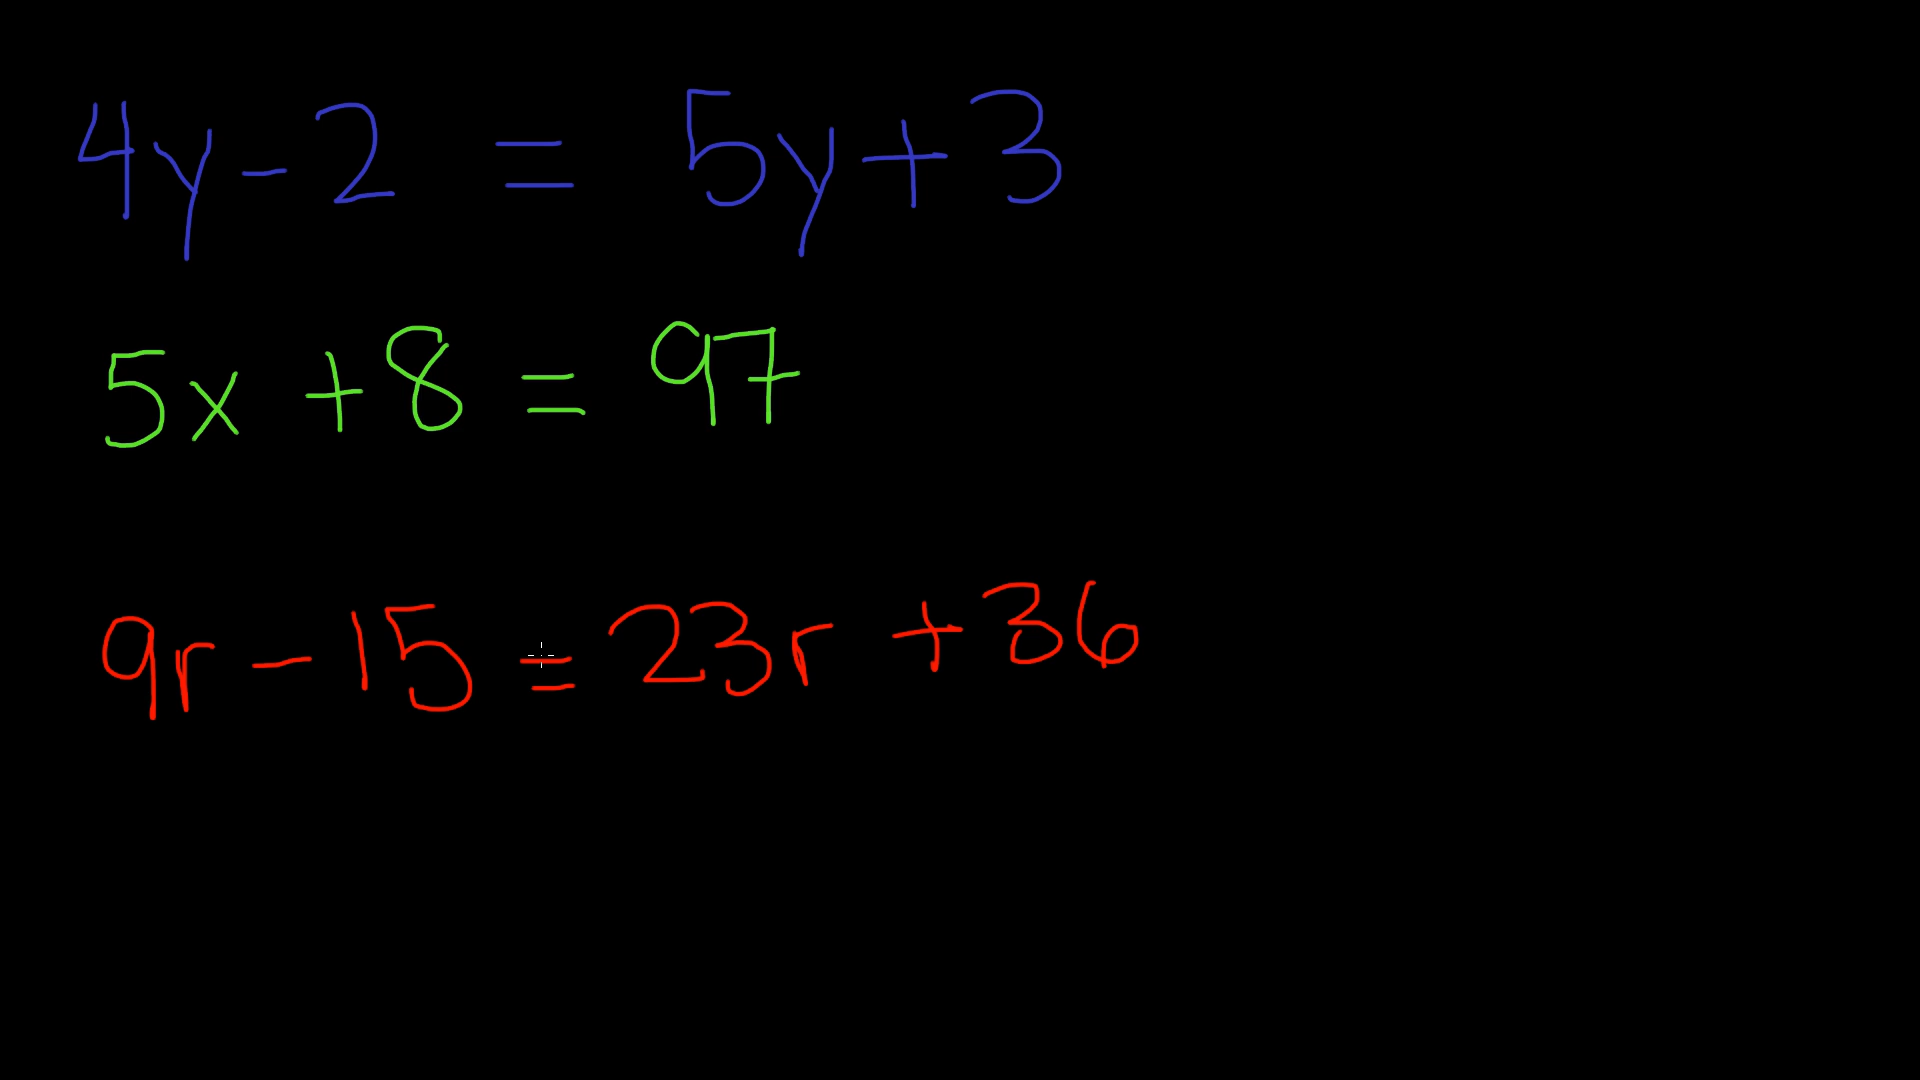 4y - 2 = 5y + 3
5x + 8 = 97
9r - 15 = 23r + 36